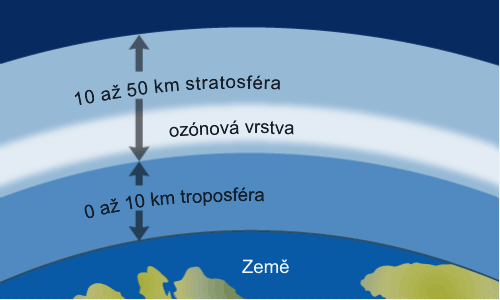 10 až 50 km stratosféra
ozónová vrstva
0 až 10 km troposféra
Země